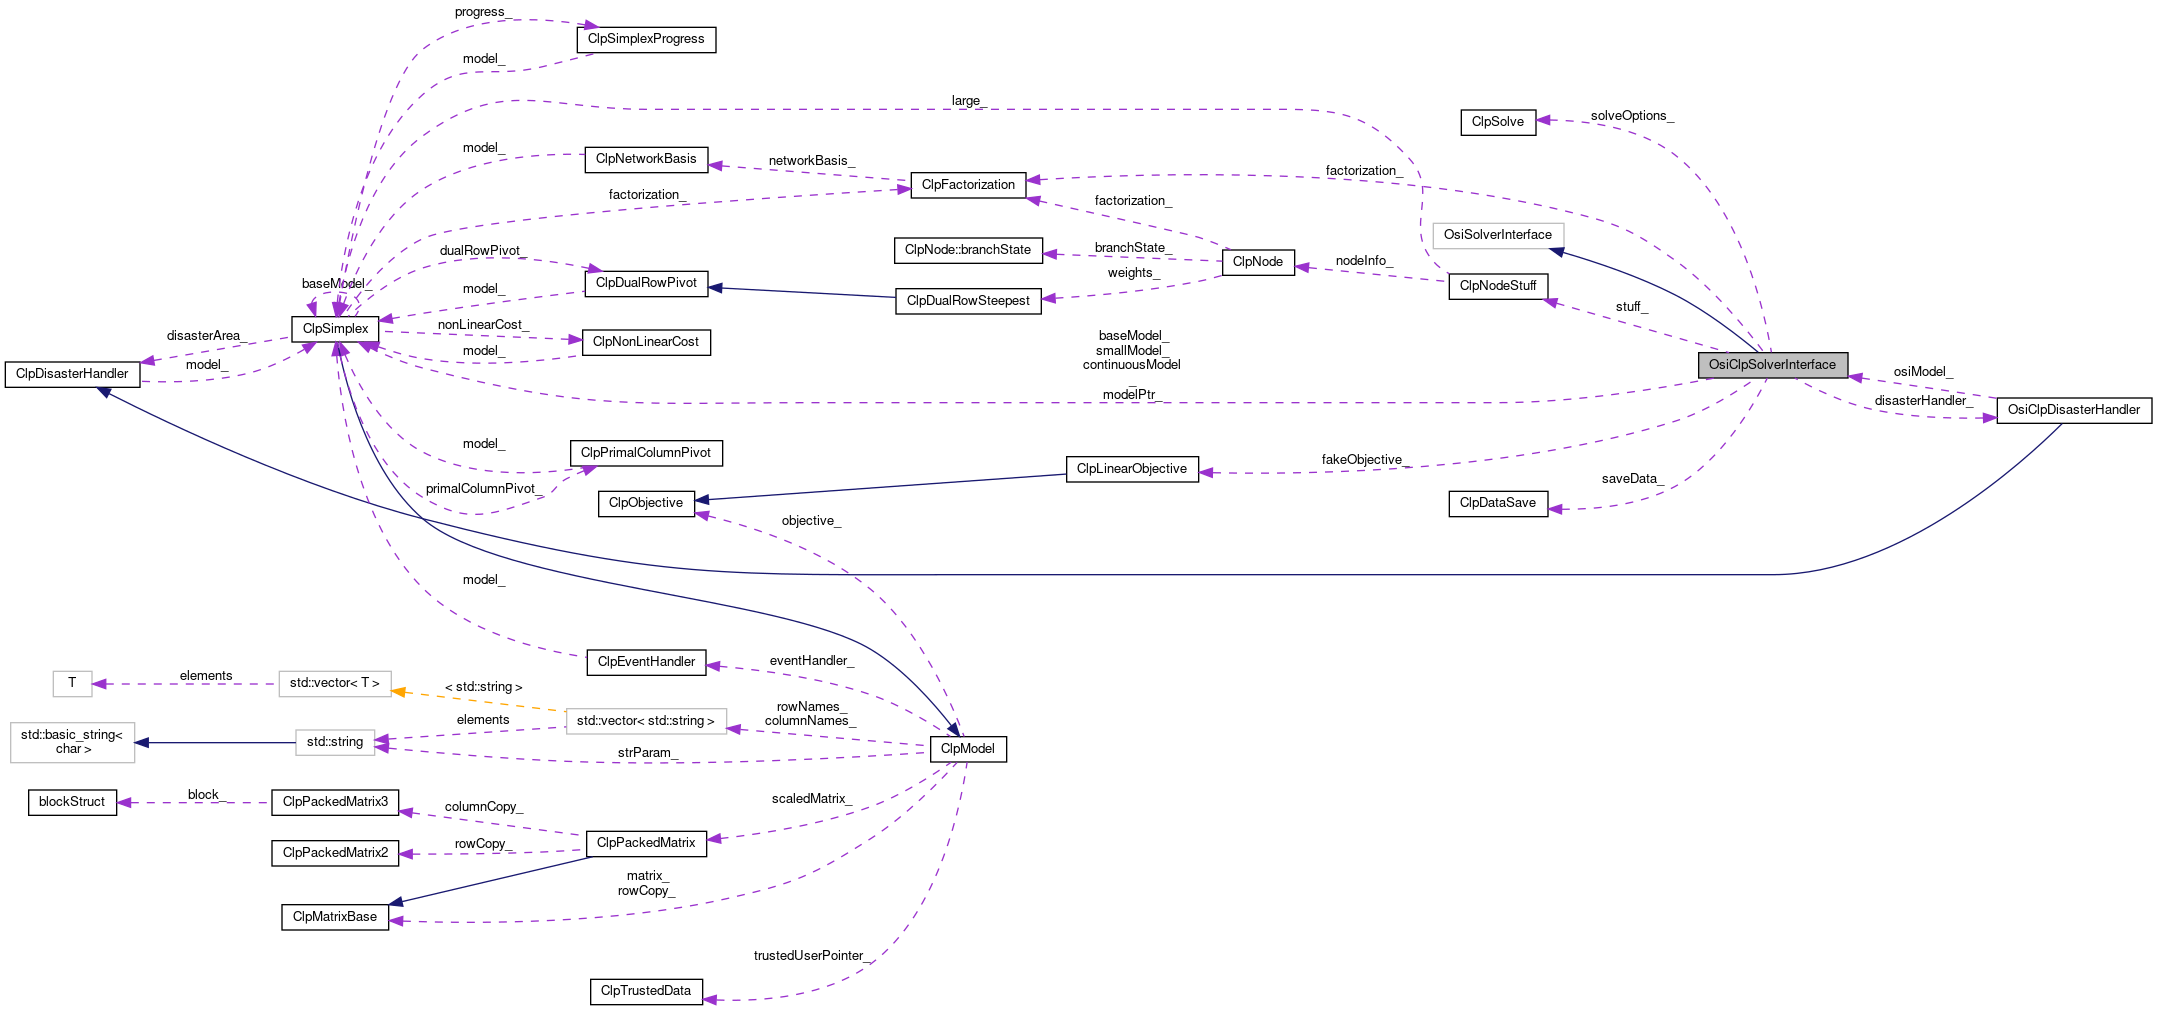 progress_
ClpSimplexProgress
model_
large_
ClpSolve
solveOptions_
model_
ClpNetworkBasis
networkBasis_
ClpFactorization
factorization_
factorization_
factorization_
OsiSolverInterface
dualRowPivot_
ClpNode::branchState
branchState_
ClpNode
nodeInfo_
weights_
baseModel_
model_
ClpDualRowPivot
ClpDualRowSteepest
ClpNodeStuff
stuff_
ClpSimplex
nonLinearCost_
ClpNonLinearCost
disasterArea_
model_
baseModel_
smallModel_
continuousModel
_
modelPtr_
OsiClpSolverInterface
osiModel_
ClpDisasterHandler
model_
disasterHandler_
OsiClpDisasterHandler
model_
ClpPrimalColumnPivot
ClpLinearObjective
fakeObjective_
primalColumnPivot_
ClpObjective
saveData_
ClpDataSave
objective_
model_
ClpEventHandler
eventHandler_
T
elements
std::vector< T >
< std::string >
std::basic_string<
char >
std::string
elements
std::vector< std::string >
rowNames_
columnNames_
strParam_
ClpModel
blockStruct
block_
ClpPackedMatrix3
columnCopy_
scaledMatrix_
ClpPackedMatrix2
rowCopy_
ClpPackedMatrix
matrix_
rowCopy_
ClpMatrixBase
trustedUserPointer_
ClpTrustedData